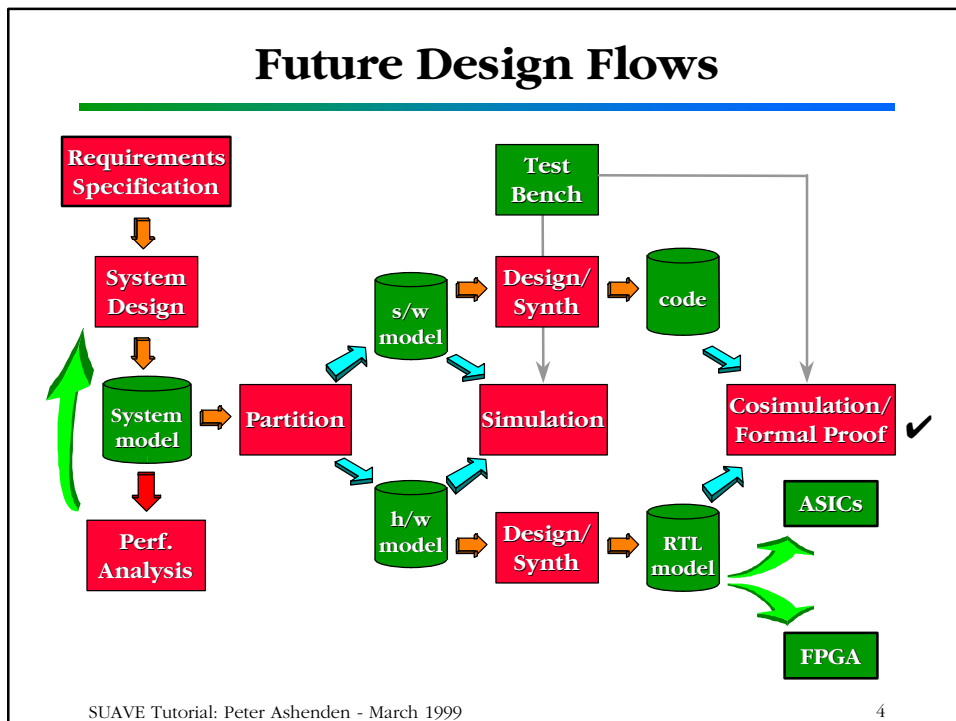 Future Design Flows
Requirements
Specification
Test
Bench
System
Design
s/w
model
Design/
Synth
code
System
model
Partition
Simulation
Cosimulation/
Formal Proof ✔
Perf.
Analysis
h/w
model
Design/
Synth
RTL
model
ASICs
FPGA
SUAVE Tutorial: Peter Ashenden - March 1999
4